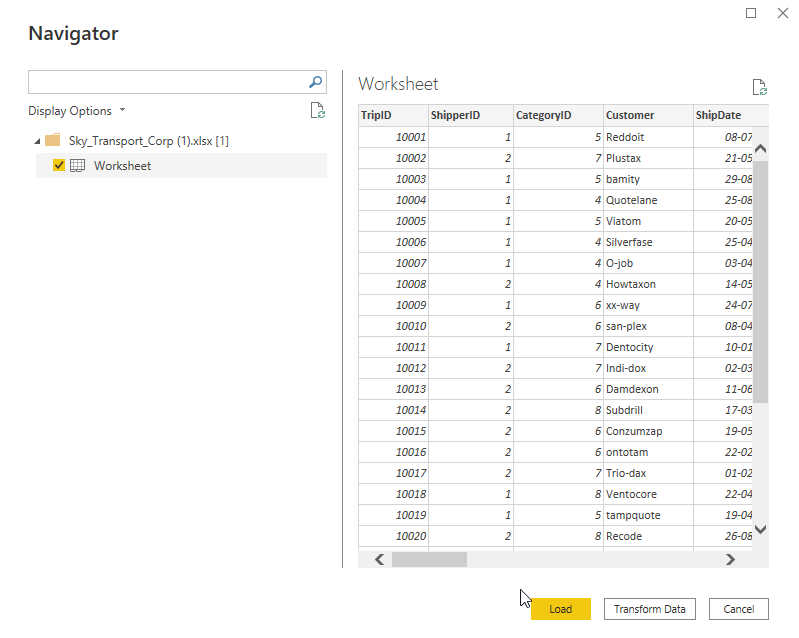 Navigator
Display Options
Sky_Transport_Corp (1).xlsx [1]
Worksheet
Worksheet
TripID ShipperID CategoryID Customer ShipDate
10001 1 5 Reddoit 08-07
10002 2 7 Plustax 21-05
10003 1 5 bamity 29-08
10004 1 4 Quotelane 25-08
10005 1 5 Viatom 20-05
10006 1 4 Silverfase 25-04
10007 1 4 O-job 03-04
10008 2 4 Howtaxon 14-05
10009 1 6 xx-way 24-07
10010 2 6 san-plex 08-04
10011 1 7 Dentocity 10-01
10012 2 7 Indi-dox 02-03
10013 2 6 Damdexon 11-06
10014 2 8 Subdrill 17-03
10015 2 6 Conzumzap 19-05
10016 2 6 ontotam 22-02
10017 2 7 Trio-dax 01-02
10018 1 8 Ventocore 22-04
10019 1 5 tampquote 19-04
10020 2 8 Recode 26-08
Load Transform Data Cancel